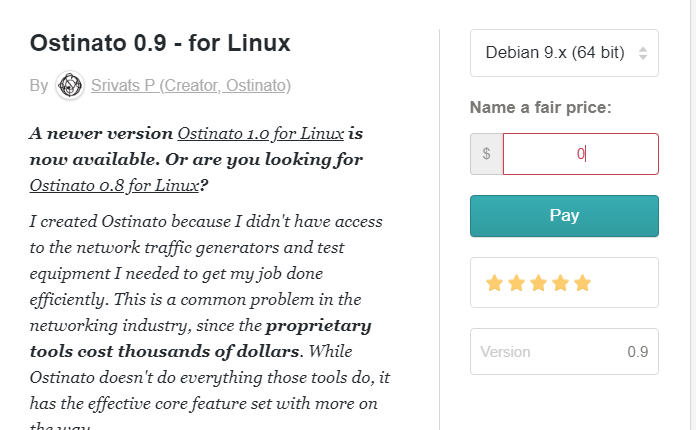 Ostinato 0.9 - for Linux
By Srivats P (Creator, Ostinato)
A newer version Ostinato 1.0 for Linux is
now available. Or are you looking for
Ostinato 0.8 for Linux?
I created Ostinato because I didn't have access
to the network traffic generators and test
equipment I needed to get my job done
efficiently. This is a common problem in the
networking industry, since the proprietary
tools cost thousands of dollars. While
Ostinato doesn't do everything those tools do, it
has the effective core feature set with more on
the way.
Debian 9.x (64 bit)
Name a fair price:
$ 0
Pay
Version 0.9